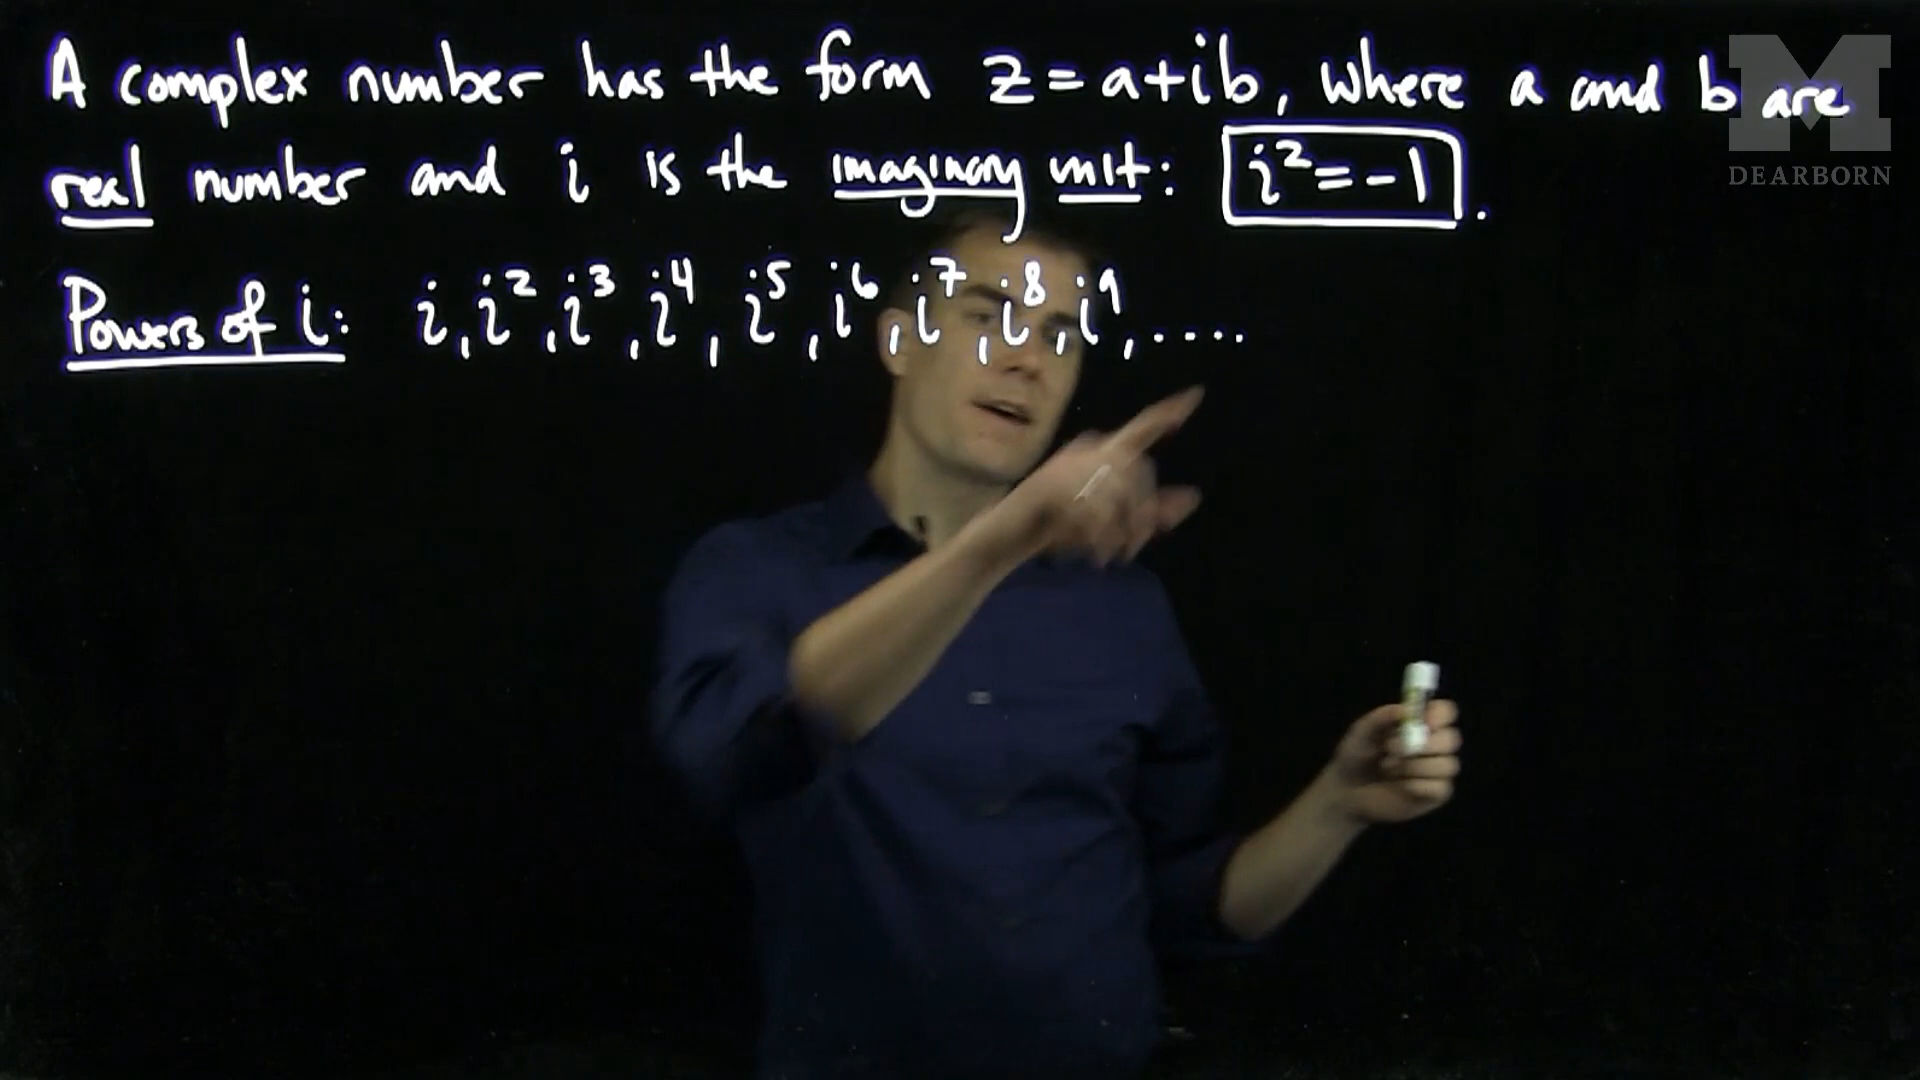 A complex number has the form z = a+ib, where a and b are
real number and i is the imaginary unit: i² = -1.
Powers of i: i, i², i³, i⁴, i⁵, i⁶, i⁷, i⁸, i⁹, ....
M
DEARBORN